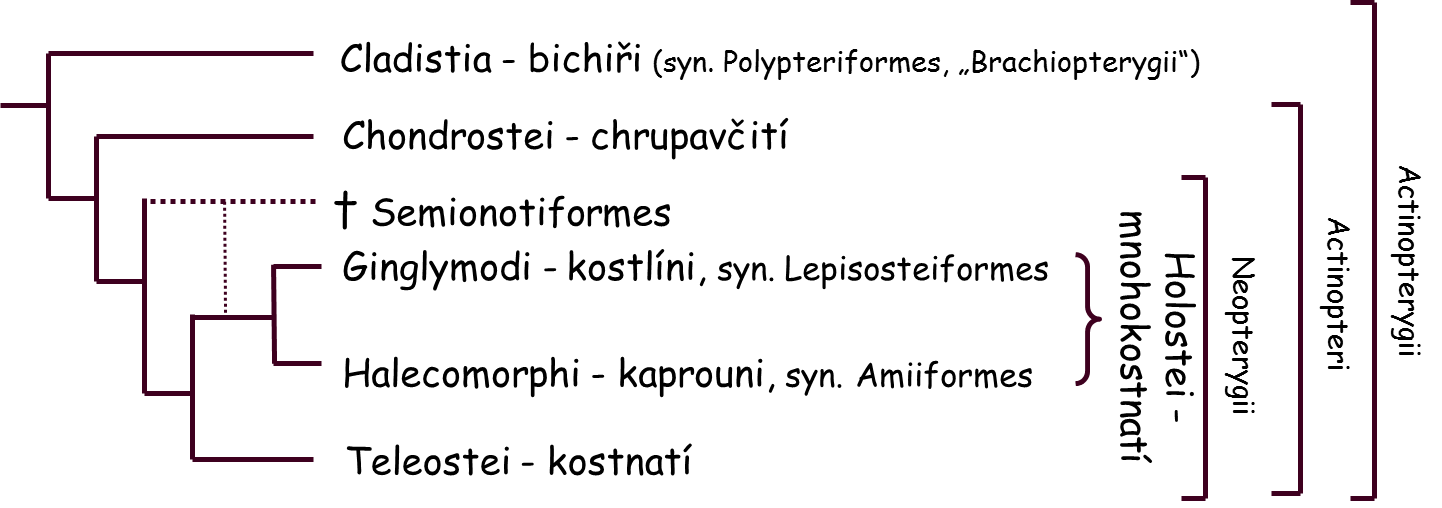 Cladistia - bichiři (syn. Polypteriformes, „Brachiopterygii“)
Chondrostei - chrupavčití
† Semionotiformes
Ginglymodi - kostlíni, syn. Lepisosteiformes
Halecomorphi - kaprouni, syn. Amiiformes
Teleostei - kostnatí
Holostei -
mnohokostnatí
Neopterygii
Actinopteri
Actinopterygii